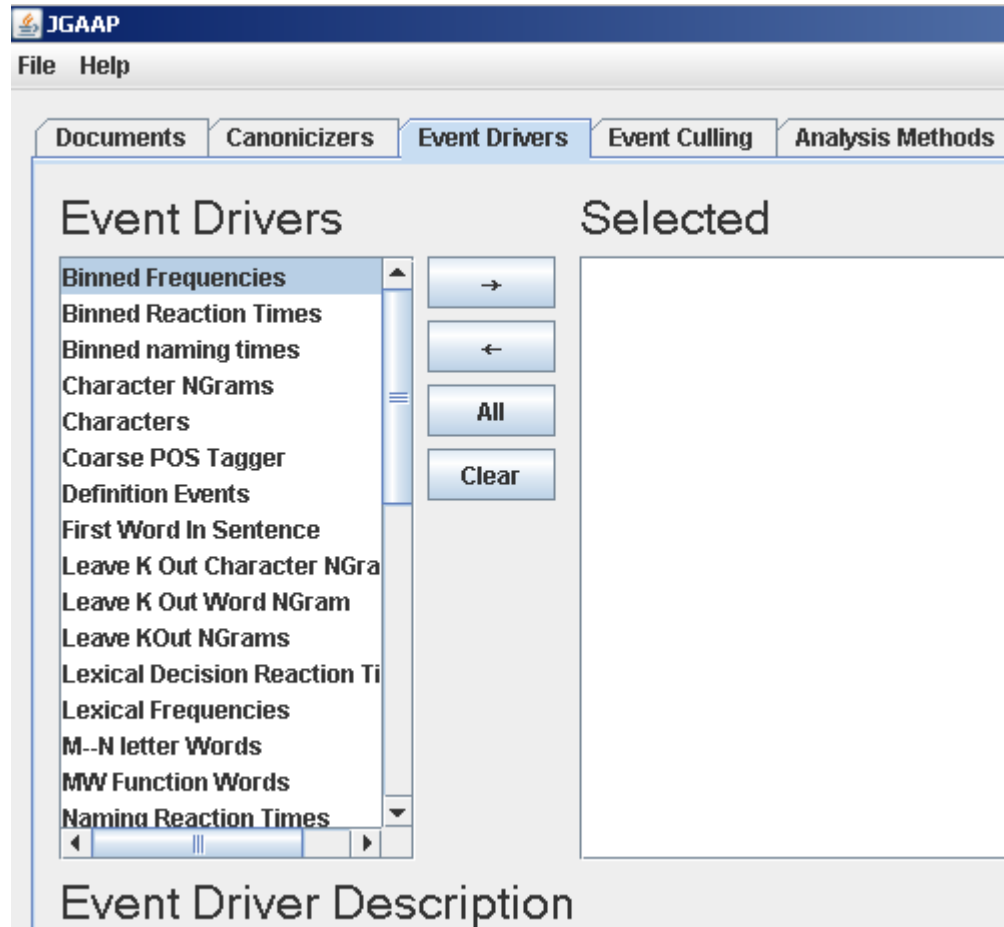 JGAAP
File Help
Documents Canonicizers Event Drivers Event Culling Analysis Methods
Event Drivers
Selected
Binned Frequencies
Binned Reaction Times
Binned naming times
Character NGrams
Characters
Coarse POS Tagger
Definition Events
First Word In Sentence
Leave K Out Character NGra
Leave K Out Word NGram
Leave KOut NGrams
Lexical Decision Reaction Ti
Lexical Frequencies
M--N letter Words
MW Function Words
Naming Reaction Times
→
←
All
Clear
Event Driver Description